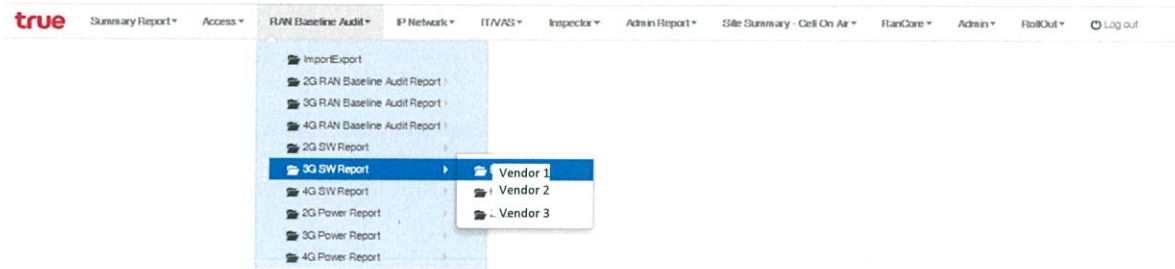 true Summary Report Access RAN Baseline Audit IP Network IT/VAS Inspector Admin Report Site Summary - Cell On Air RanCore Admin RollOut Log out
ImportExport
2G RAN Baseline Audit Report
3G RAN Baseline Audit Report
4G RAN Baseline Audit Report
2G SW Report
3G SW Report Vendor 1
4G SW Report Vendor 2
2G Power Report Vendor 3
3G Power Report
4G Power Report